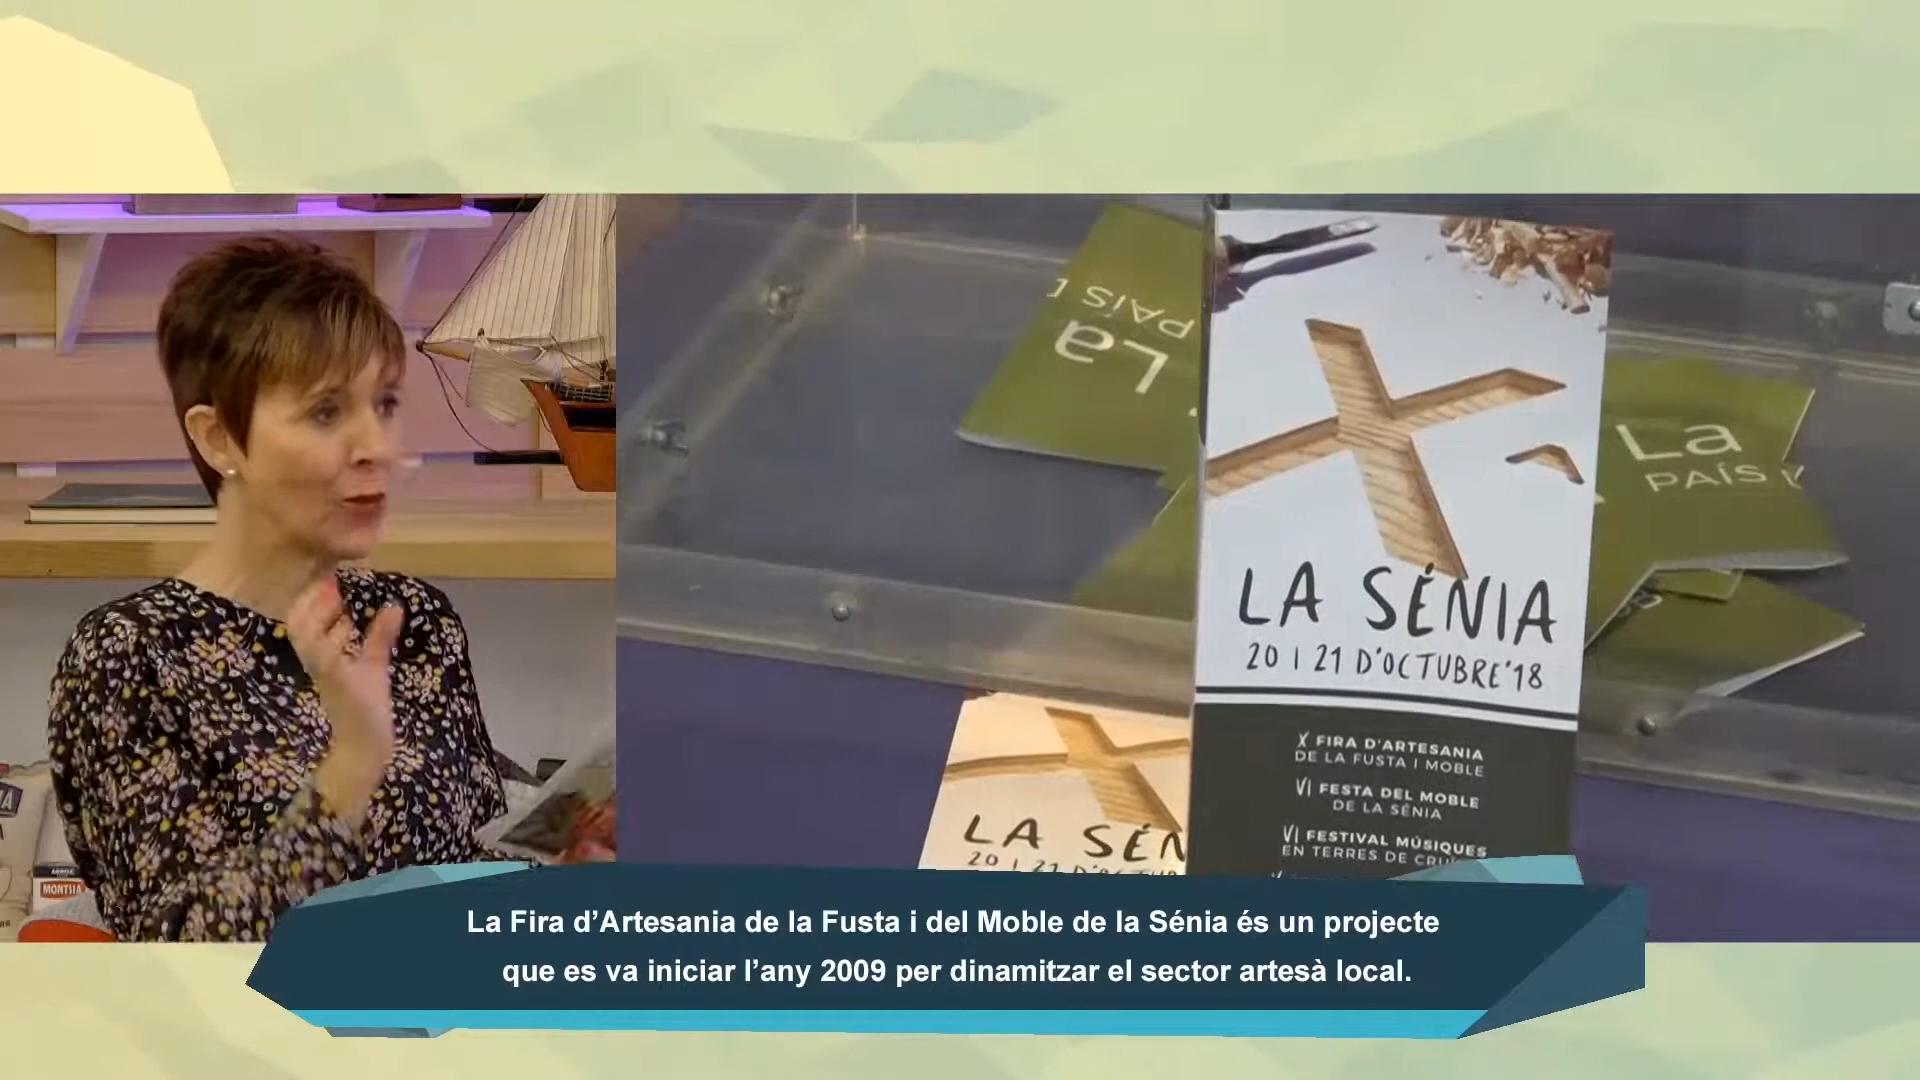 La
PAÍS
LA SÉNIA
20 I 21 D'OCTUBRE'18
X FIRA D'ARTESANIA
DE LA FUSTA I MOBLE
VI FESTA DEL MOBLE
DE LA SÉNIA
VI FESTIVAL MÚSIQUES
EN TERRES DE
La
PAÍS
LA SÉN
20 I 21 D'OCTUB
MONTSIA
La Fira d’Artesania de la Fusta i del Moble de la Sénia és un projecte
que es va iniciar l’any 2009 per dinamitzar el sector artesà local.